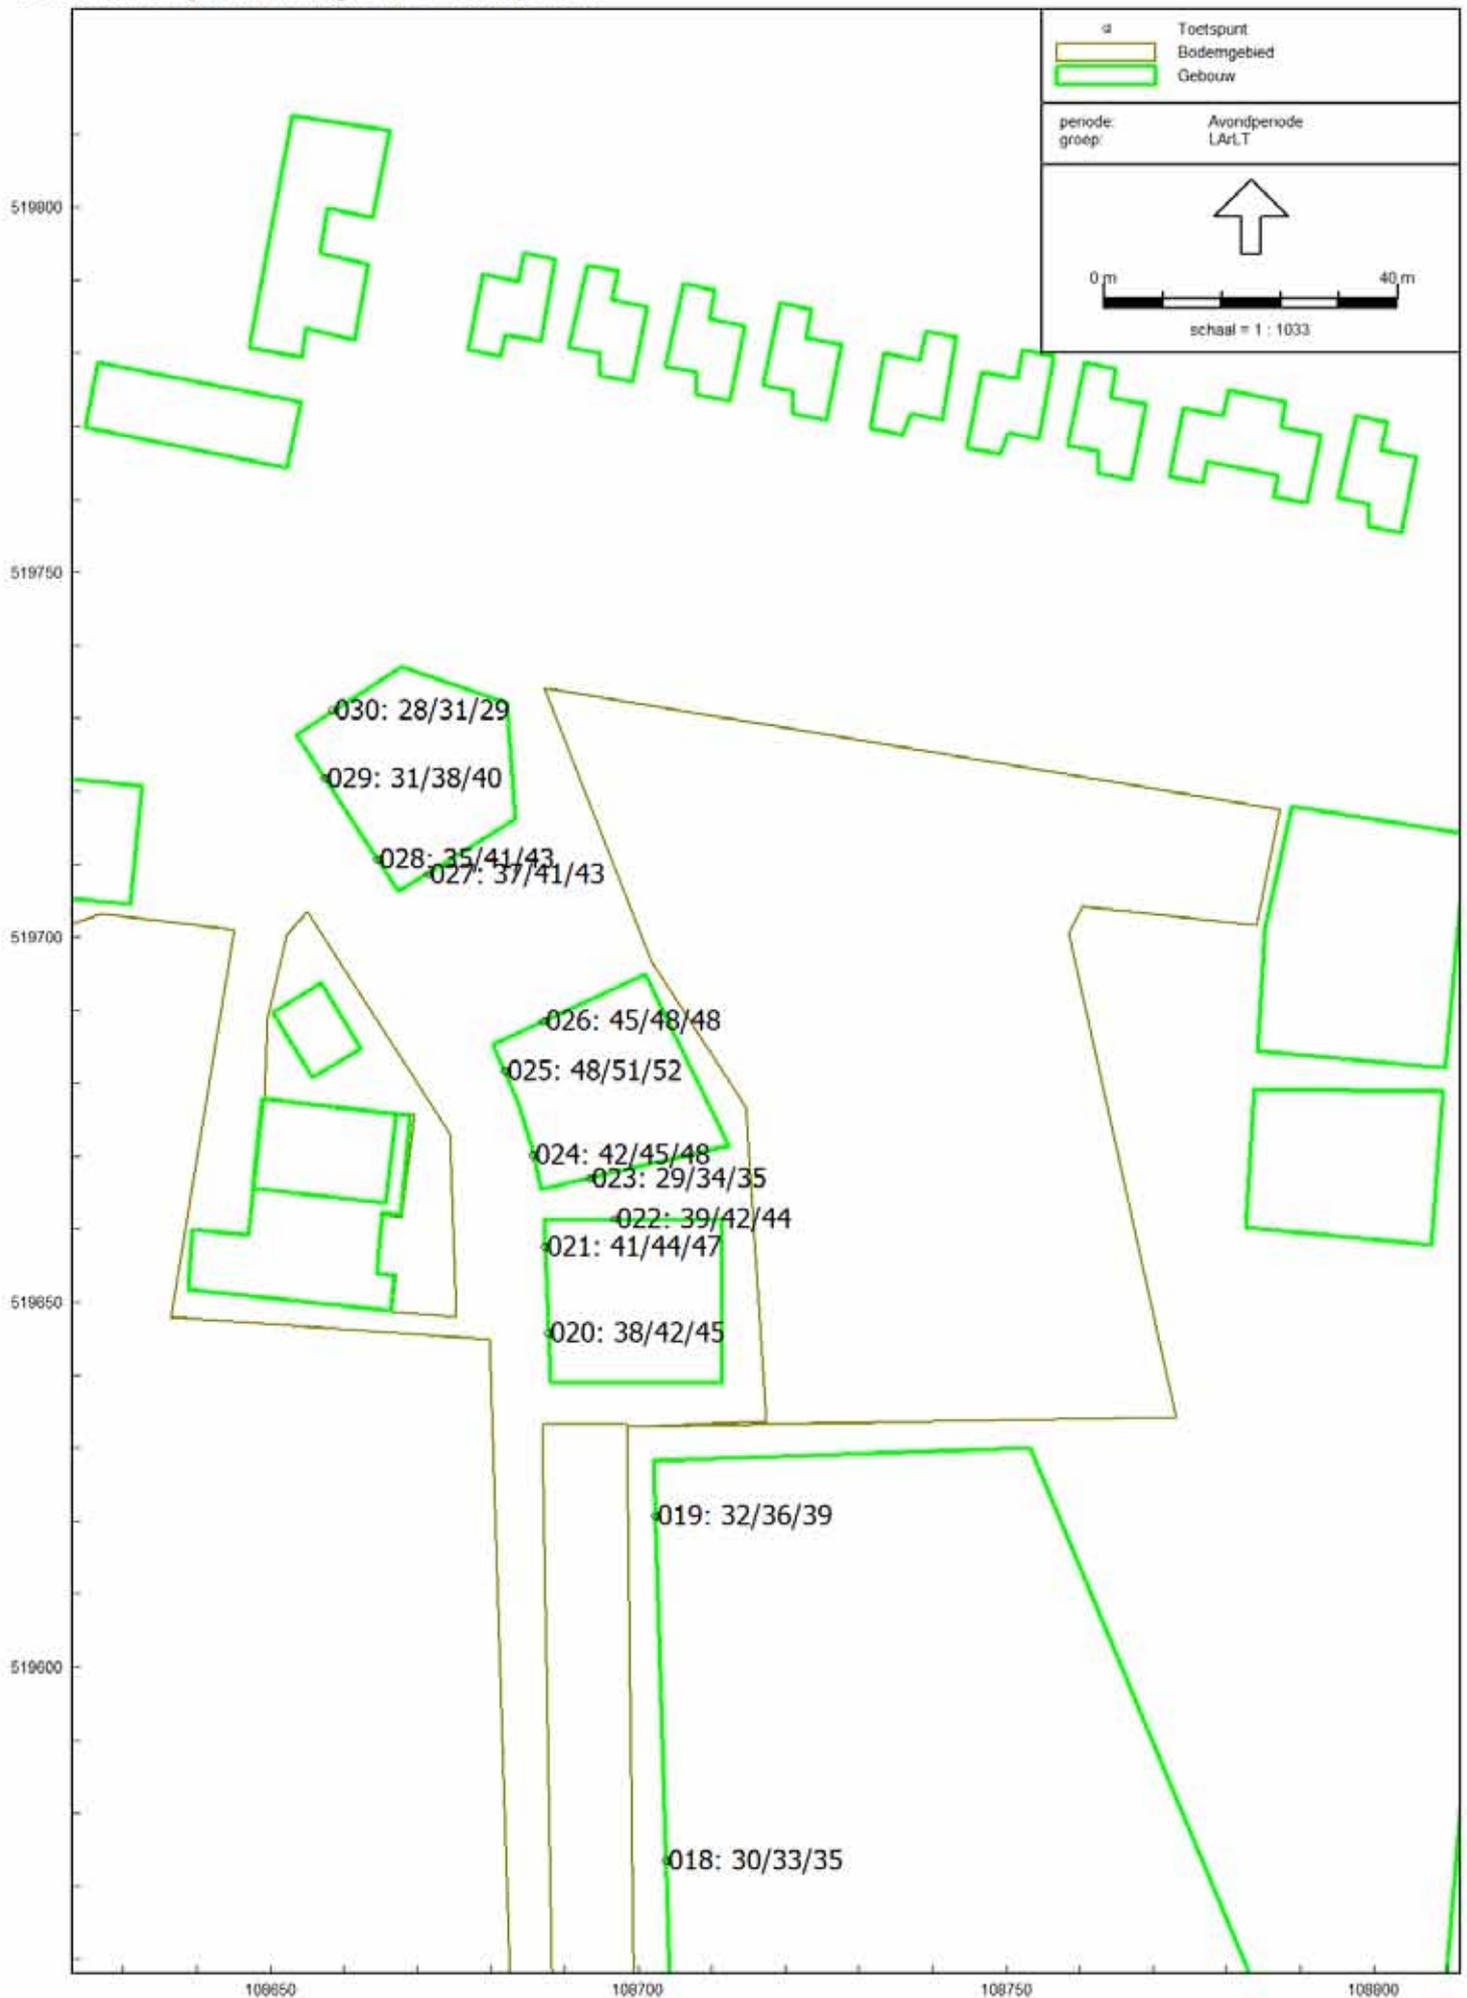 Toetspunt
Bodemgebied
Gebouw
periode: Avondperiode
groep: LArLT
0 m 40 m
schaal = 1 : 1033
519800
519750
030: 28/31/29
029: 31/38/40
028: 35/41/43
027: 37/41/43
519700
026: 45/48/48
025: 48/51/52
024: 42/45/48
023: 29/34/35
022: 39/42/44
021: 41/44/47
519650
020: 38/42/45
019: 32/36/39
519600
018: 30/33/35
108650 108700 108750 108800